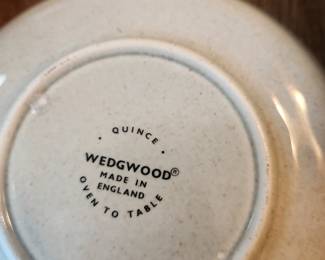 · QUINCE ·
WEDGWOOD®
MADE IN
ENGLAND
OVEN TO TABLE